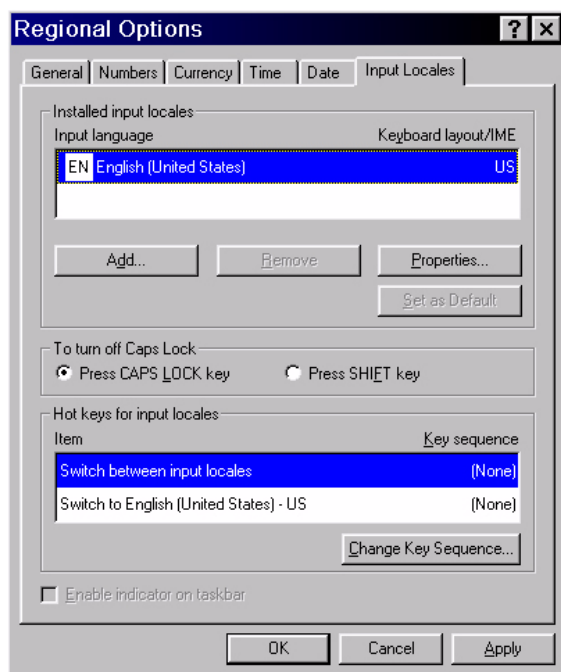 Regional Options
General Numbers Currency Time Date Input Locales
Installed input locales
Input language Keyboard layout/IME
EN English (United States) US
Add... Remove Properties...
Set as Default
To turn off Caps Lock
Press CAPS LOCK key Press SHIFT key
Hot keys for input locales
Item Key sequence
Switch between input locales (None)
Switch to English (United States) - US (None)
Change Key Sequence...
Enable indicator on taskbar
OK Cancel Apply